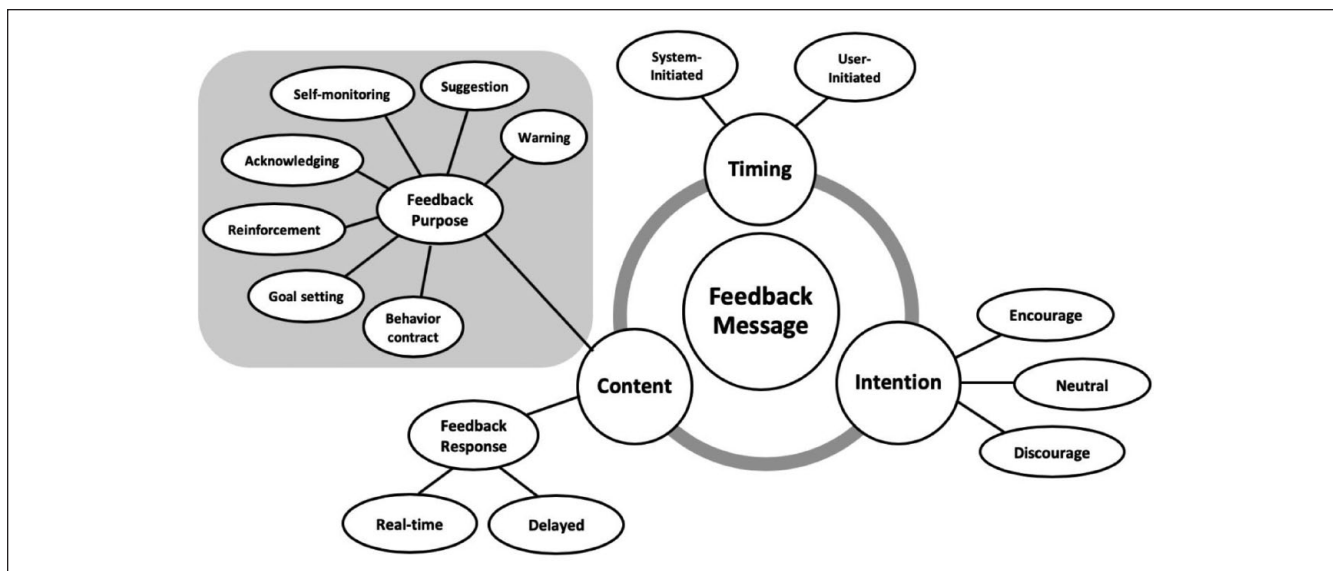 System-
Initiated
User-
Initiated
Self-monitoring
Suggestion
Warning
Acknowledging
Feedback
Purpose
Reinforcement
Goal setting
Behavior
contract
Timing
Feedback
Message
Content
Intention
Encourage
Neutral
Discourage
Feedback
Response
Real-time
Delayed